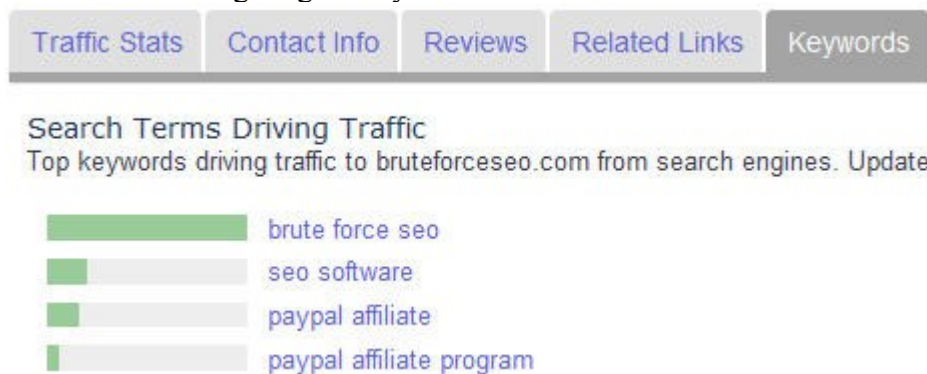 Traffic Stats Contact Info Reviews Related Links Keywords
Search Terms Driving Traffic
Top keywords driving traffic to bruteforceseo.com from search engines. Update
brute force seo
seo software
paypal affiliate
paypal affiliate program